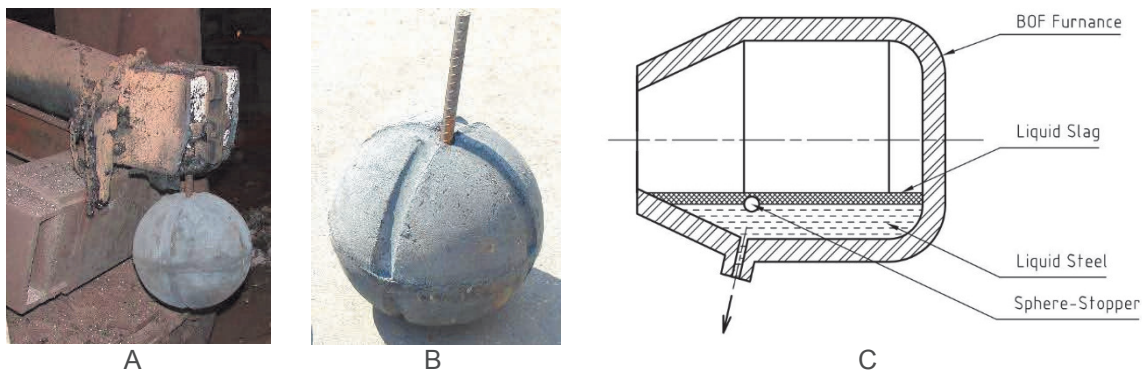 BOF Furnance
Liquid Slag
Liquid Steel
Sphere-Stopper
A
B
C